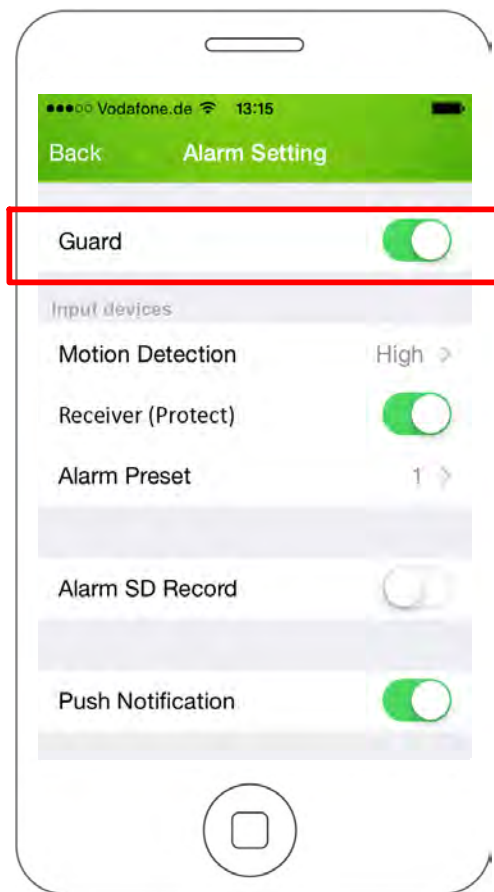 Vodafone.de 13:15
Back Alarm Setting
Guard
Input devices
Motion Detection High >
Receiver (Protect)
Alarm Preset 1 >
Alarm SD Record
Push Notification